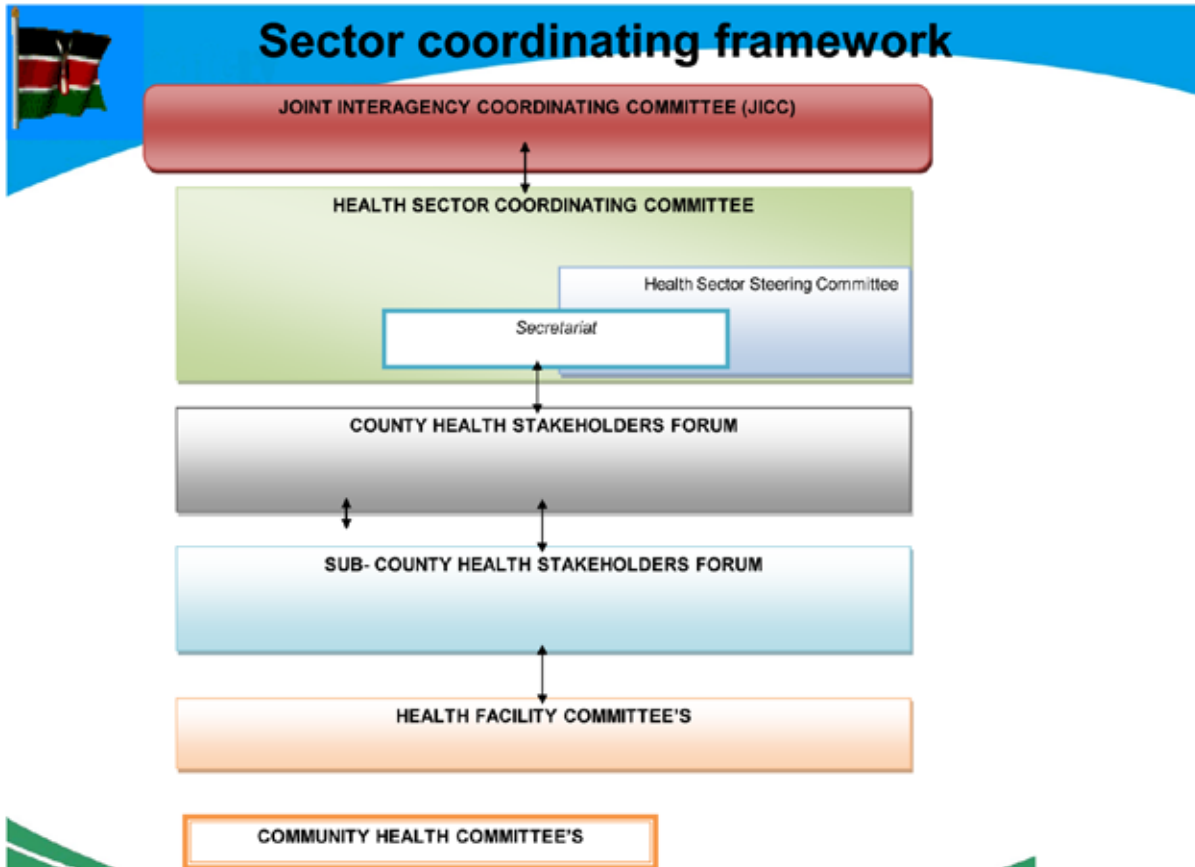 Sector coordinating framework
JOINT INTERAGENCY COORDINATING COMMITTEE (JICC)
HEALTH SECTOR COORDINATING COMMITTEE
Health Sector Steering Committee
Secretariat
COUNTY HEALTH STAKEHOLDERS FORUM
SUB- COUNTY HEALTH STAKEHOLDERS FORUM
HEALTH FACILITY COMMITTEE'S
COMMUNITY HEALTH COMMITTEE'S